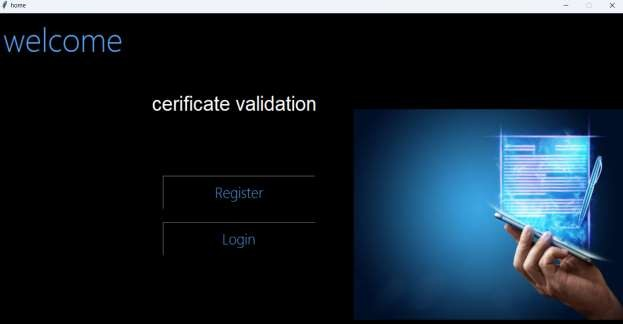 home
welcome
cerificate validation
Register
Login